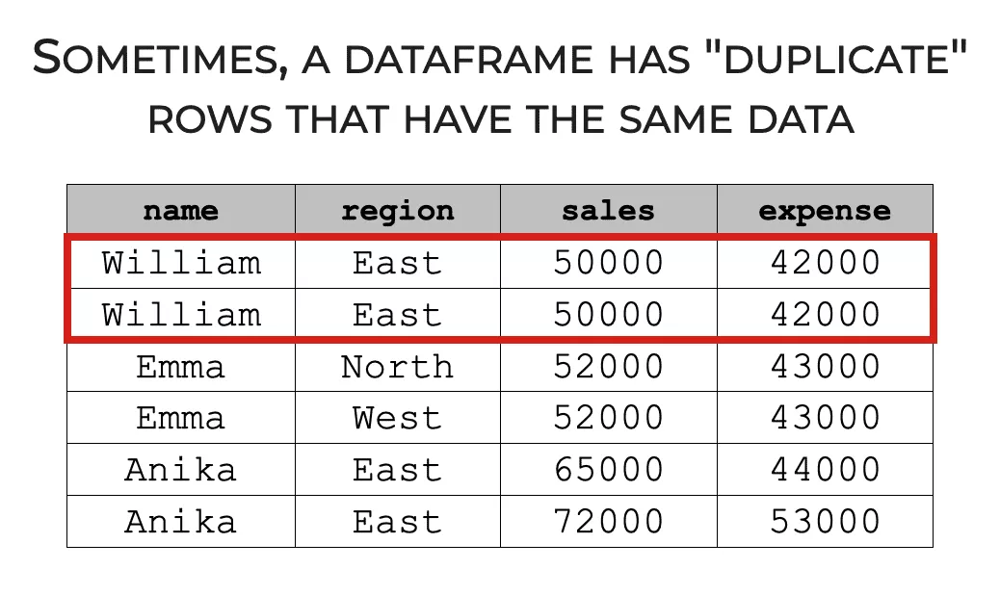 SOMETIMES, A DATAFRAME HAS "DUPLICATE"
ROWS THAT HAVE THE SAME DATA
name region sales expense
William East 50000 42000
William East 50000 42000
Emma North 52000 43000
Emma West 52000 43000
Anika East 65000 44000
Anika East 72000 53000